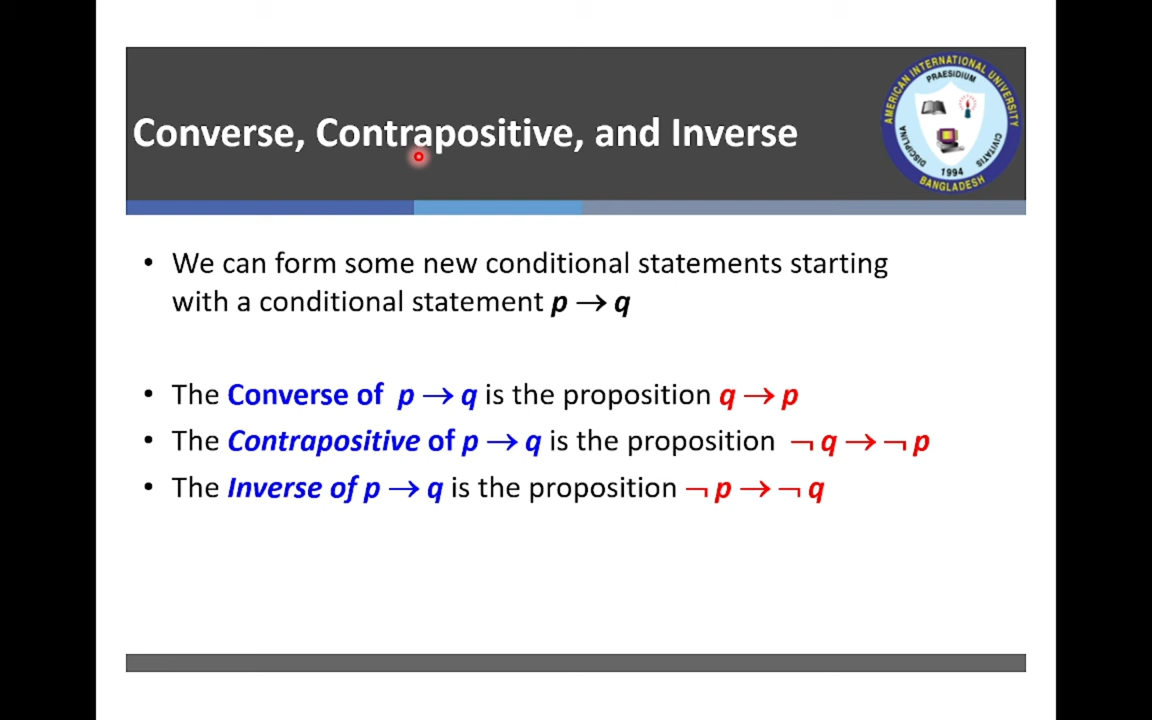 Converse, Contrapositive, and Inverse
AMERICAN INTERNATIONAL UNIVERSITY
PRAESIDIUM
DISCIPLINA
CIVITATIS
1994
BANGLADESH
• We can form some new conditional statements starting
with a conditional statement p → q
• The Converse of p → q is the proposition q → p
• The Contrapositive of p → q is the proposition ¬ q → ¬ p
• The Inverse of p → q is the proposition ¬ p → ¬ q